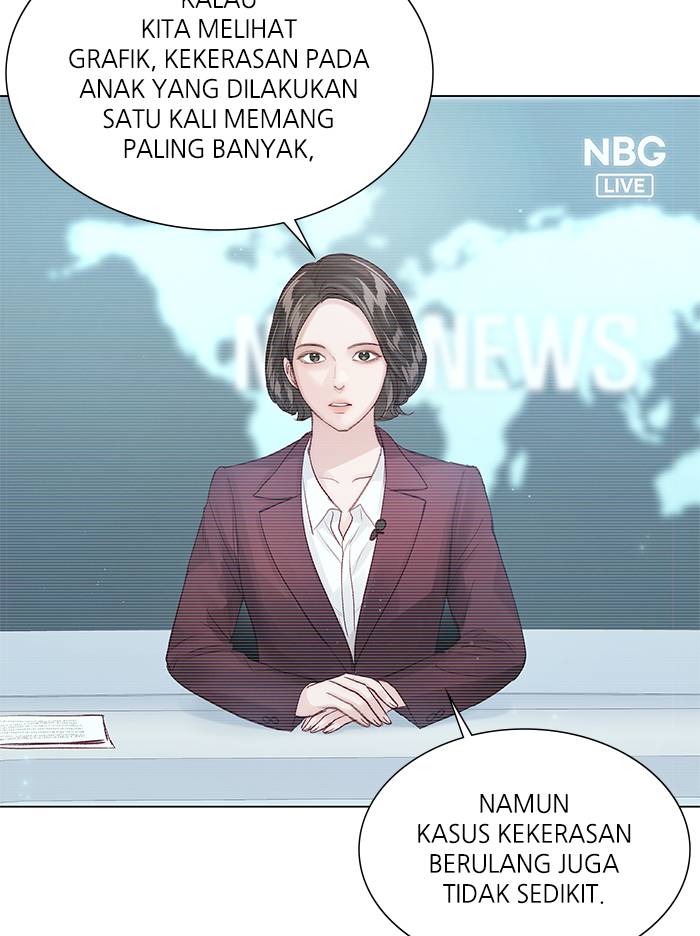 KALAU
KITA MELIHAT
GRAFIK, KEKERASAN PADA
ANAK YANG DILAKUKAN
SATU KALI MEMANG
PALING BANYAK,
NBG
LIVE
NEWS
NAMUN
KASUS KEKERASAN
BERULANG JUGA
TIDAK SEDIKIT.